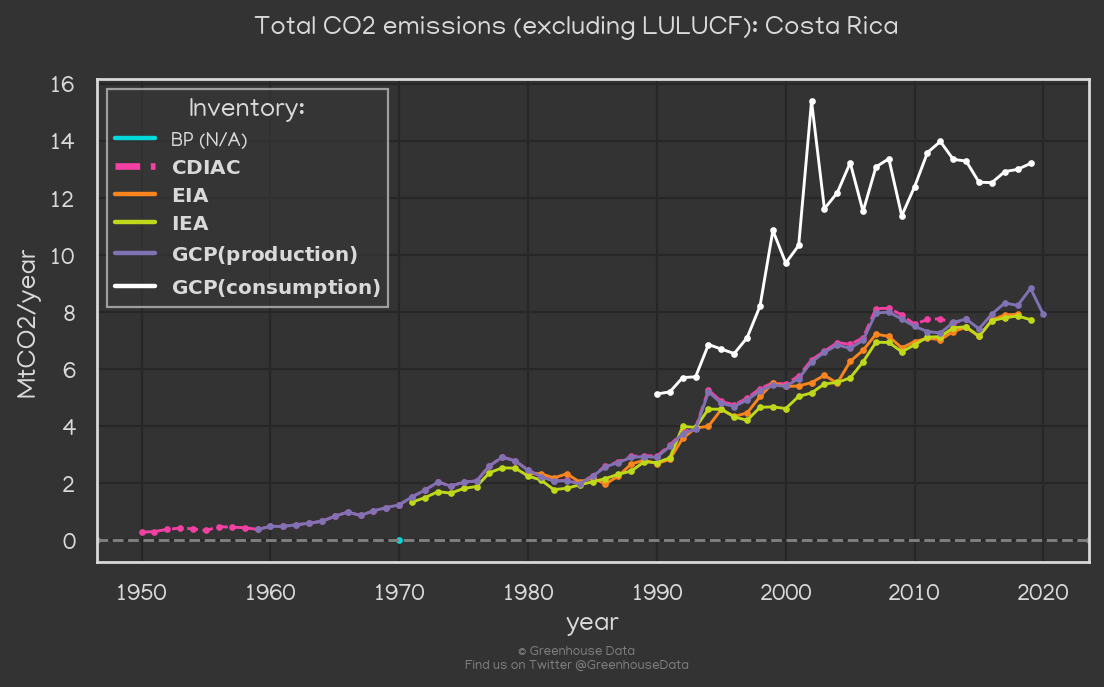 Total CO2 emissions (excluding LULUCF): Costa Rica
16
14
12
10
8
6
4
2
0
MtCO2/year
Inventory:
BP (N/A)
CDIAC
EIA
IEA
GCP(production)
GCP(consumption)
1950 1960 1970 1980 1990 2000 2010 2020
year
© Greenhouse Data
Find us on Twitter @GreenhouseData